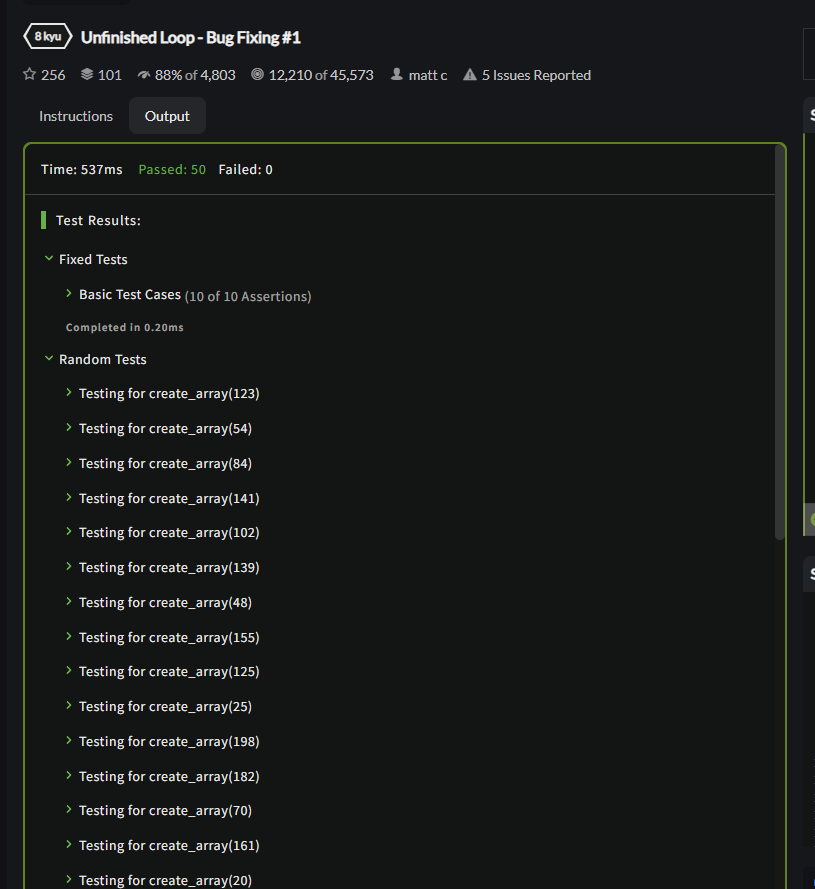 8 kyu Unfinished Loop - Bug Fixing #1
256 101 88% of 4,803 12,210 of 45,573 matt c 5 Issues Reported
Instructions Output
Time: 537ms Passed: 50 Failed: 0
Test Results:
Fixed Tests
Basic Test Cases (10 of 10 Assertions)
Completed in 0.20ms
Random Tests
Testing for create_array(123)
Testing for create_array(54)
Testing for create_array(84)
Testing for create_array(141)
Testing for create_array(102)
Testing for create_array(139)
Testing for create_array(48)
Testing for create_array(155)
Testing for create_array(125)
Testing for create_array(25)
Testing for create_array(198)
Testing for create_array(182)
Testing for create_array(70)
Testing for create_array(161)
Testing for create_array(20)